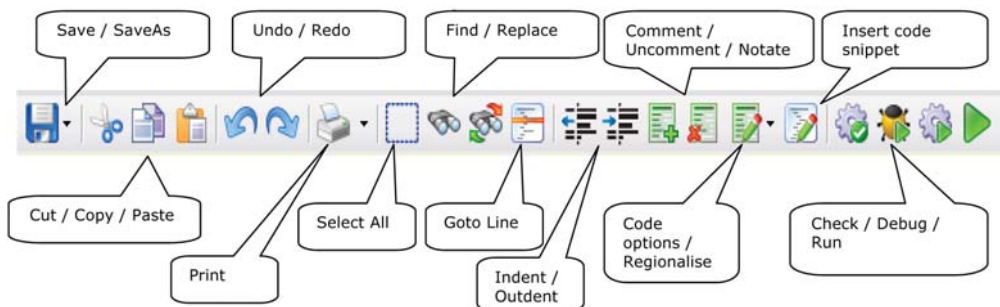 Save / SaveAs
Undo / Redo
Find / Replace
Comment /
Uncomment / Notate
Insert code
snippet
Cut / Copy / Paste
Print
Select All
Goto Line
Indent /
Outdent
Code
options /
Regionalise
Check / Debug /
Run